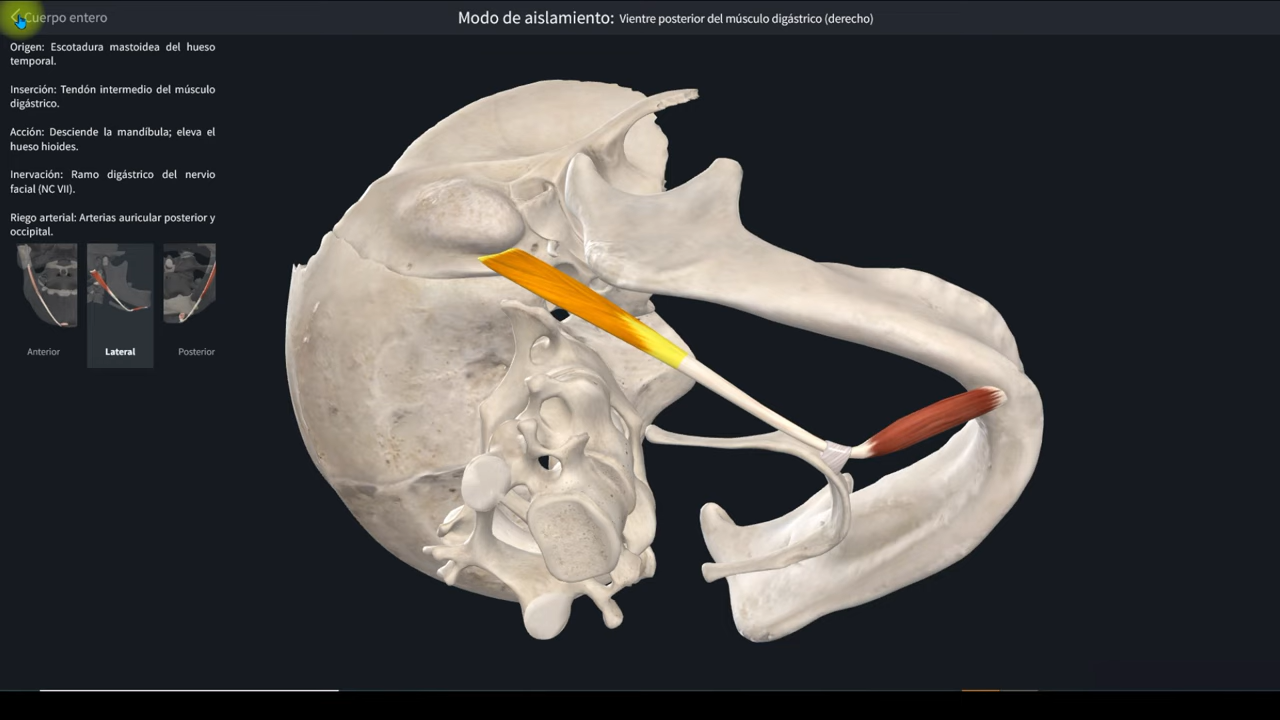 Cuerpo entero
Modo de aislamiento: Vientre posterior del músculo digástrico (derecho)
Origen: Escotadura mastoidea del hueso
temporal.
Inserción: Tendón intermedio del músculo
digástrico.
Acción: Desciende la mandíbula; eleva el
hueso hioides.
Inervación: Ramo digástrico del nervio
facial (NC VII).
Riego arterial: Arterias auricular posterior y
occipital.
Anterior
Lateral
Posterior